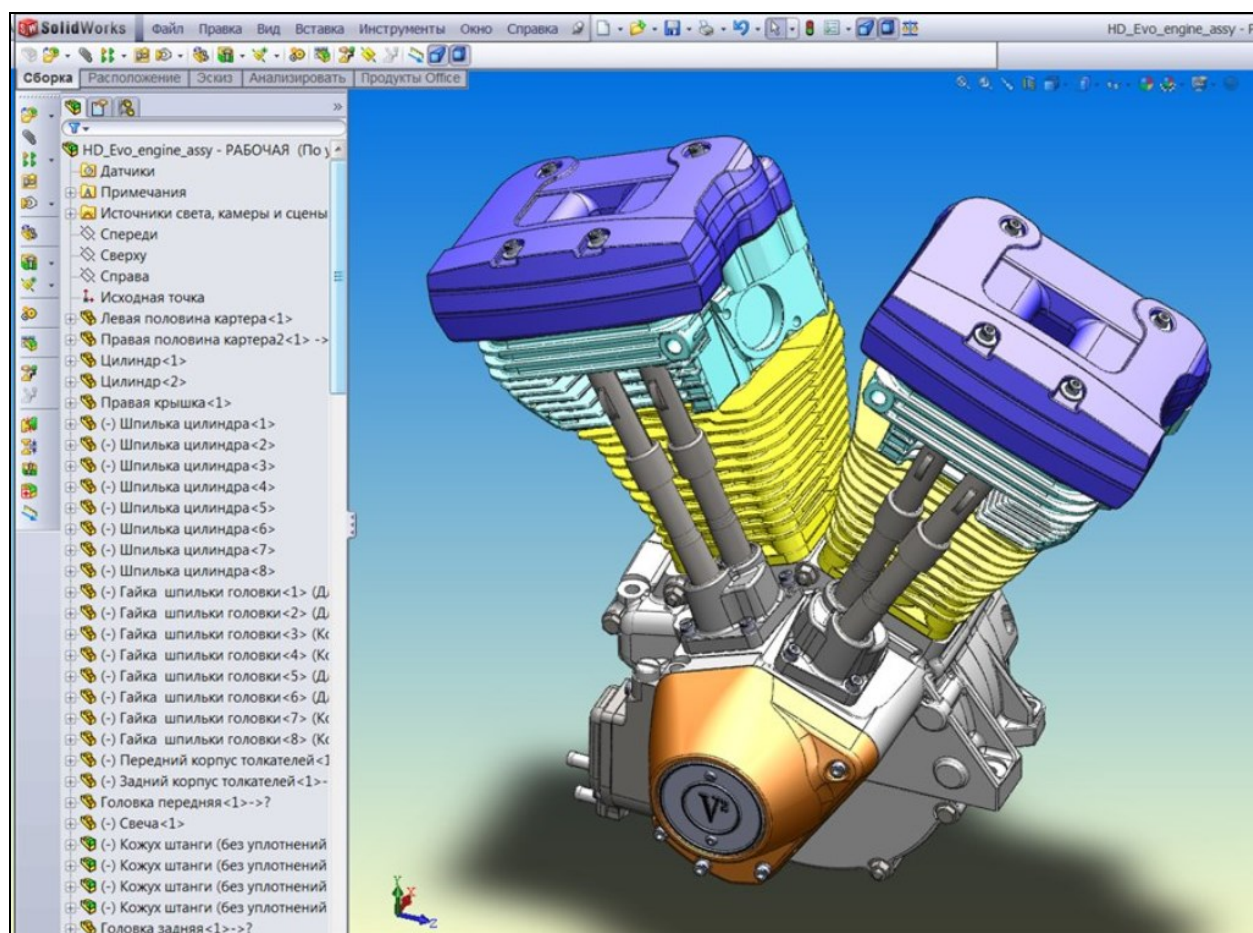 SolidWorks Файл Правка Вид Вставка Инструменты Окно Справка HD_Evo_engine_assy - Р
Сборка Расположение Эскиз Анализировать Продукты Office
HD_Evo_engine_assy - РАБОЧАЯ (По у
Датчики
Примечания
Источники света, камеры и сцены
Спереди
Сверху
Справа
Исходная точка
Левая половина картера<1>
Правая половина картера2<1> ->
Цилиндр<1>
Цилиндр<2>
Правая крышка<1>
(-) Шпилька цилиндра<1>
(-) Шпилька цилиндра<2>
(-) Шпилька цилиндра<3>
(-) Шпилька цилиндра<4>
(-) Шпилька цилиндра<5>
(-) Шпилька цилиндра<6>
(-) Шпилька цилиндра<7>
(-) Шпилька цилиндра<8>
(-) Гайка шпильки головки<1> (Д
(-) Гайка шпильки головки<2> (Д
(-) Гайка шпильки головки<3> (Кс
(-) Гайка шпильки головки<4> (Кс
(-) Гайка шпильки головки<5> (Д
(-) Гайка шпильки головки<6> (Д
(-) Гайка шпильки головки<7> (Кс
(-) Гайка шпильки головки<8> (Кс
(-) Передний корпус толкателей<1
(-) Задний корпус толкателей<1>-
Головка передняя<1>->?
(-) Свеча<1>
(-) Кожух штанги (без уплотнений
(-) Кожух штанги (без уплотнений
(-) Кожух штанги (без уплотнений
(-) Кожух штанги (без уплотнений
Головка задняя<1>->?
V²
Y
X
Z